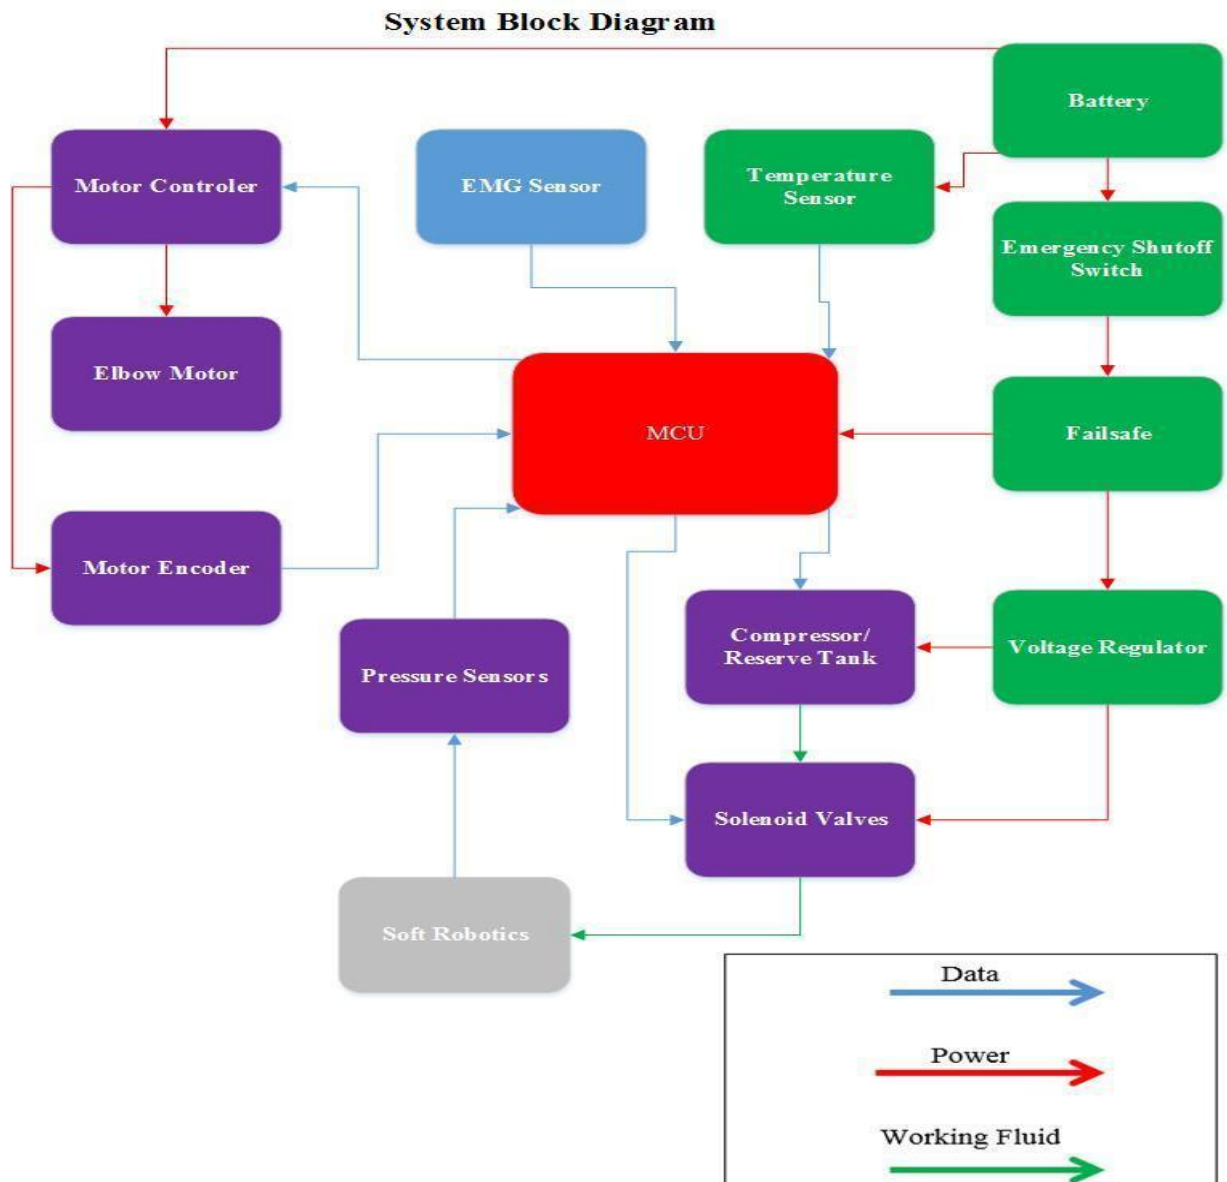 System Block Diagram
Battery
Motor Controler
EMG Sensor
Temperature
Sensor
Emergency Shutoff
Switch
Elbow Motor
MCU
Failsafe
Motor Encoder
Compressor/
Reserve Tank
Voltage Regulator
Pressure Sensors
Solenoid Valves
Soft Robotics
Data
Power
Working Fluid